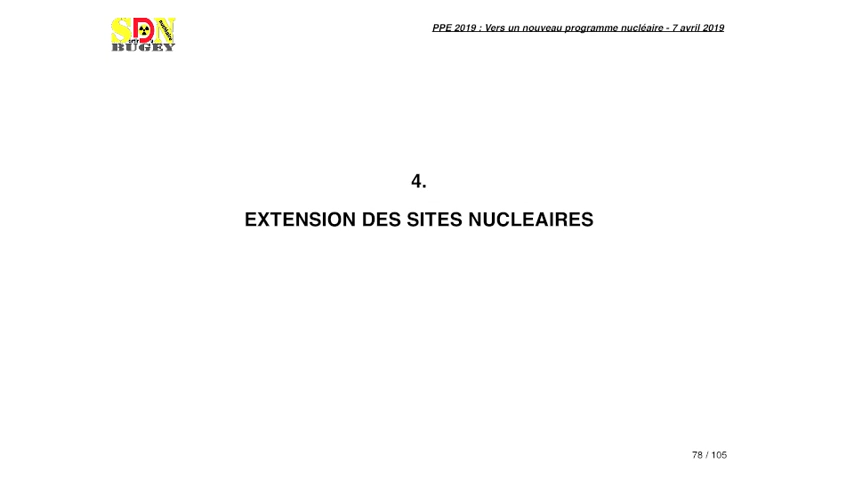 SDN
nucléaire
BUGEY
PPE 2019 : Vers un nouveau programme nucléaire - 7 avril 2019
4.
EXTENSION DES SITES NUCLEAIRES
78 / 105